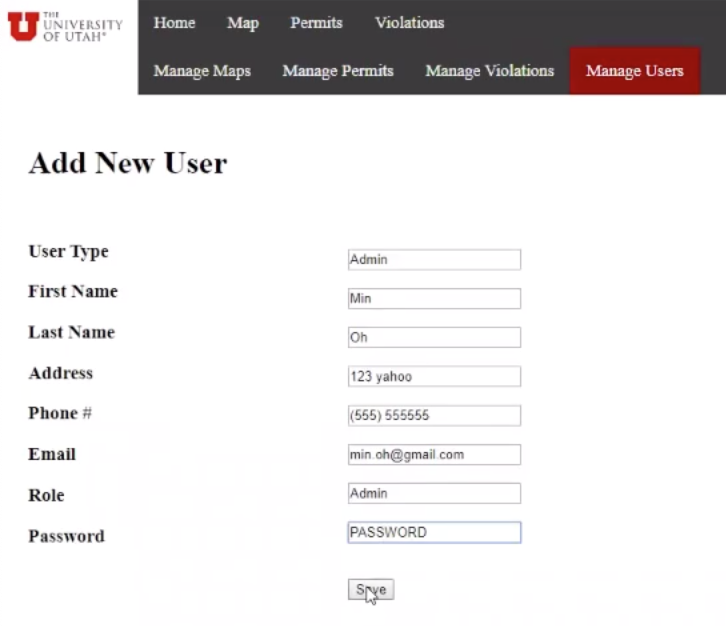 THE
UNIVERSITY
OF UTAH®
Home Map Permits Violations
Manage Maps Manage Permits Manage Violations Manage Users
Add New User
User Type Admin
First Name Min
Last Name Oh
Address 123 yahoo
Phone # (555) 555555
Email min.oh@gmail.com
Role Admin
Password PASSWORD
Save